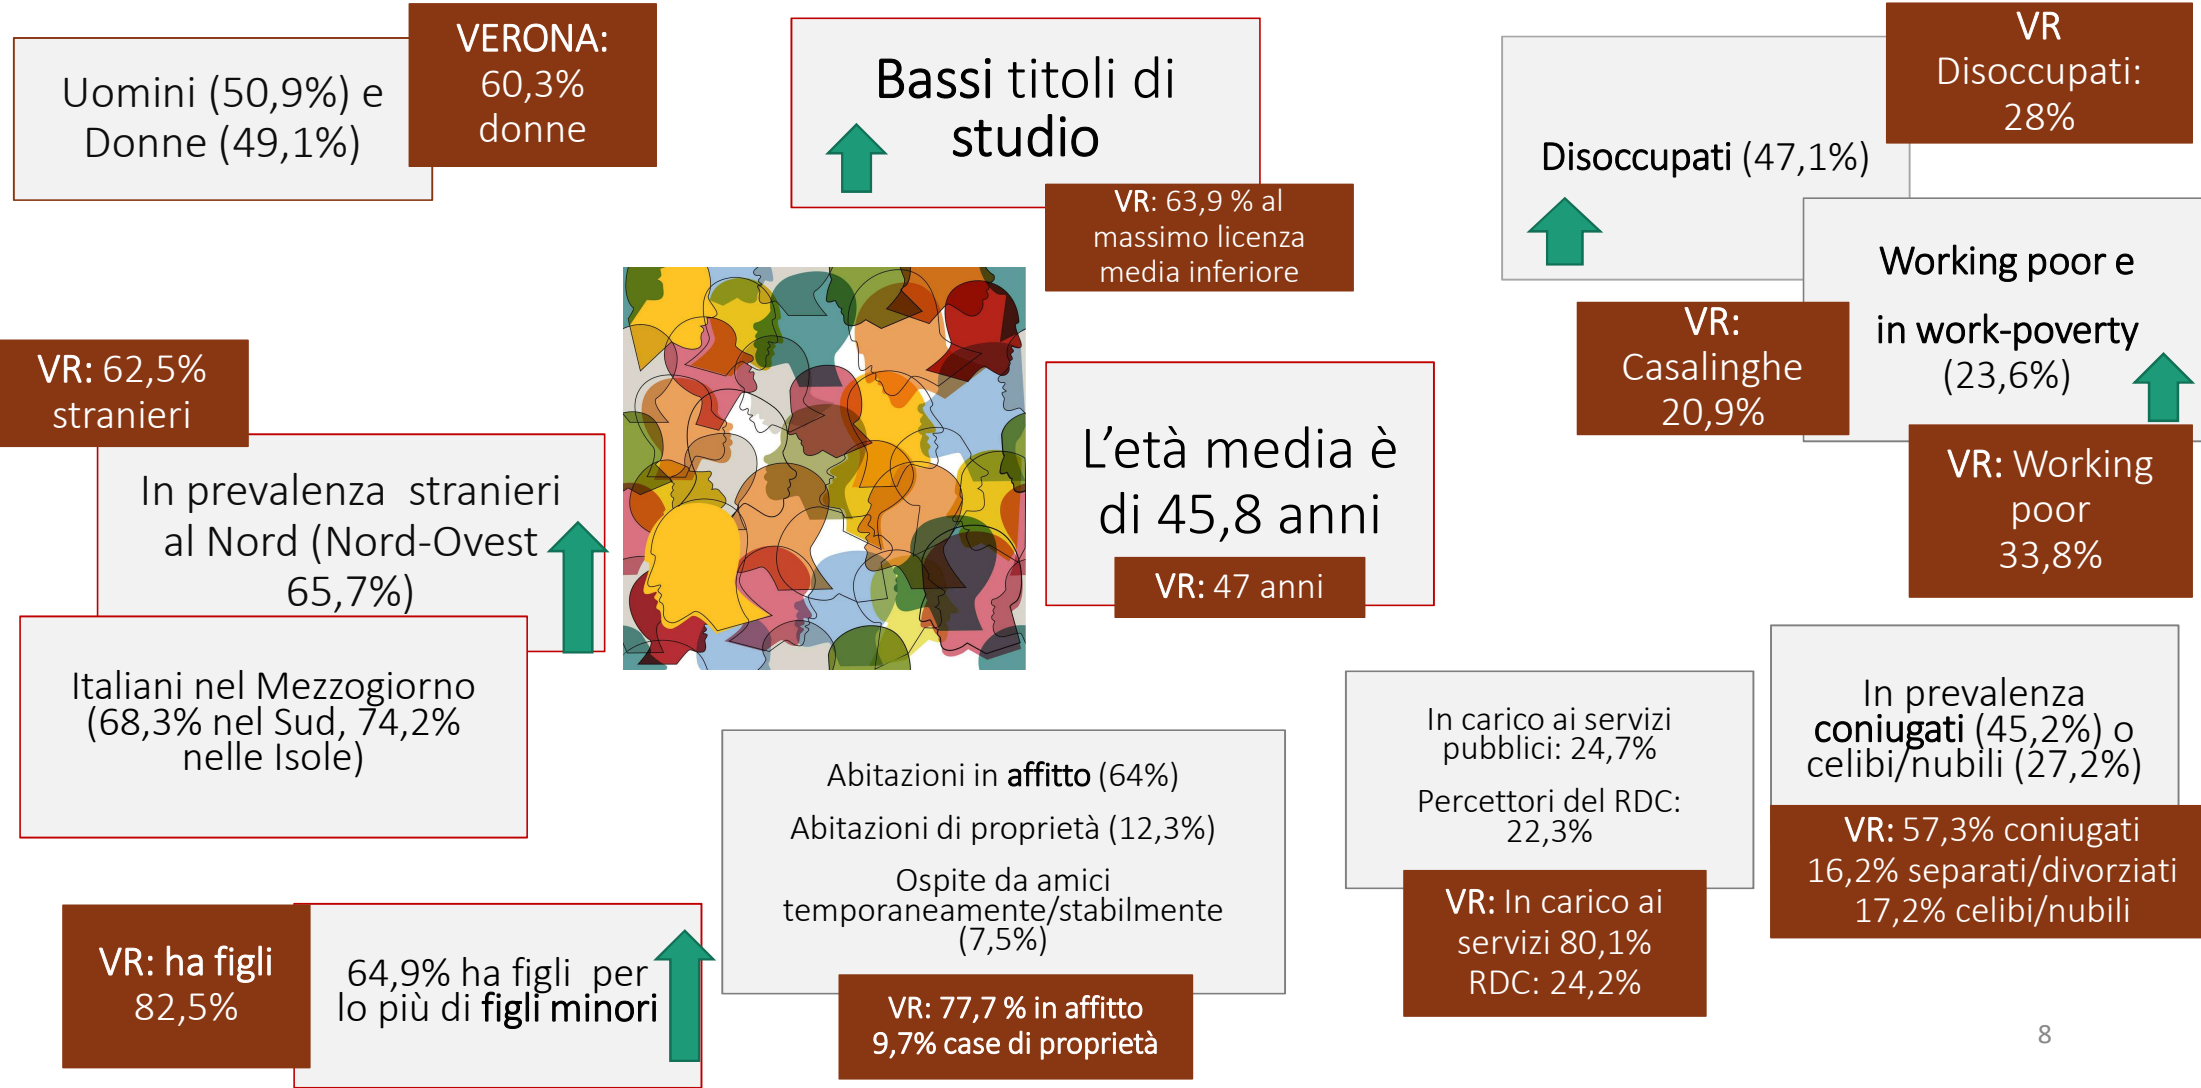 Uomini (50,9%) e
Donne (49,1%)
VERONA:
60,3%
donne
Bassi titoli di
studio
VR: 63,9 % al
massimo licenza
media inferiore
VR
Disoccupati:
28%
Disoccupati (47,1%)
Working poor e
in work-poverty
(23,6%)
VR:
Casalinghe
20,9%
VR: Working
poor
33,8%
VR: 62,5%
stranieri
In prevalenza stranieri
al Nord (Nord-Ovest
65,7%)
Italiani nel Mezzogiorno
(68,3% nel Sud, 74,2%
nelle Isole)
L'età media è
di 45,8 anni
VR: 47 anni
In carico ai servizi
pubblici: 24,7%
Percettori del RDC:
22,3%
VR: In carico ai
servizi 80,1%
RDC: 24,2%
In prevalenza
coniugati (45,2%) o
celibi/nubili (27,2%)
VR: 57,3% coniugati
16,2% separati/divorziati
17,2% celibi/nubili
Abitazioni in affitto (64%)
Abitazioni di proprietà (12,3%)
Ospite da amici
temporaneamente/stabilmente
(7,5%)
VR: 77,7 % in affitto
9,7% case di proprietà
VR: ha figli
82,5%
64,9% ha figli per
lo più di figli minori
8